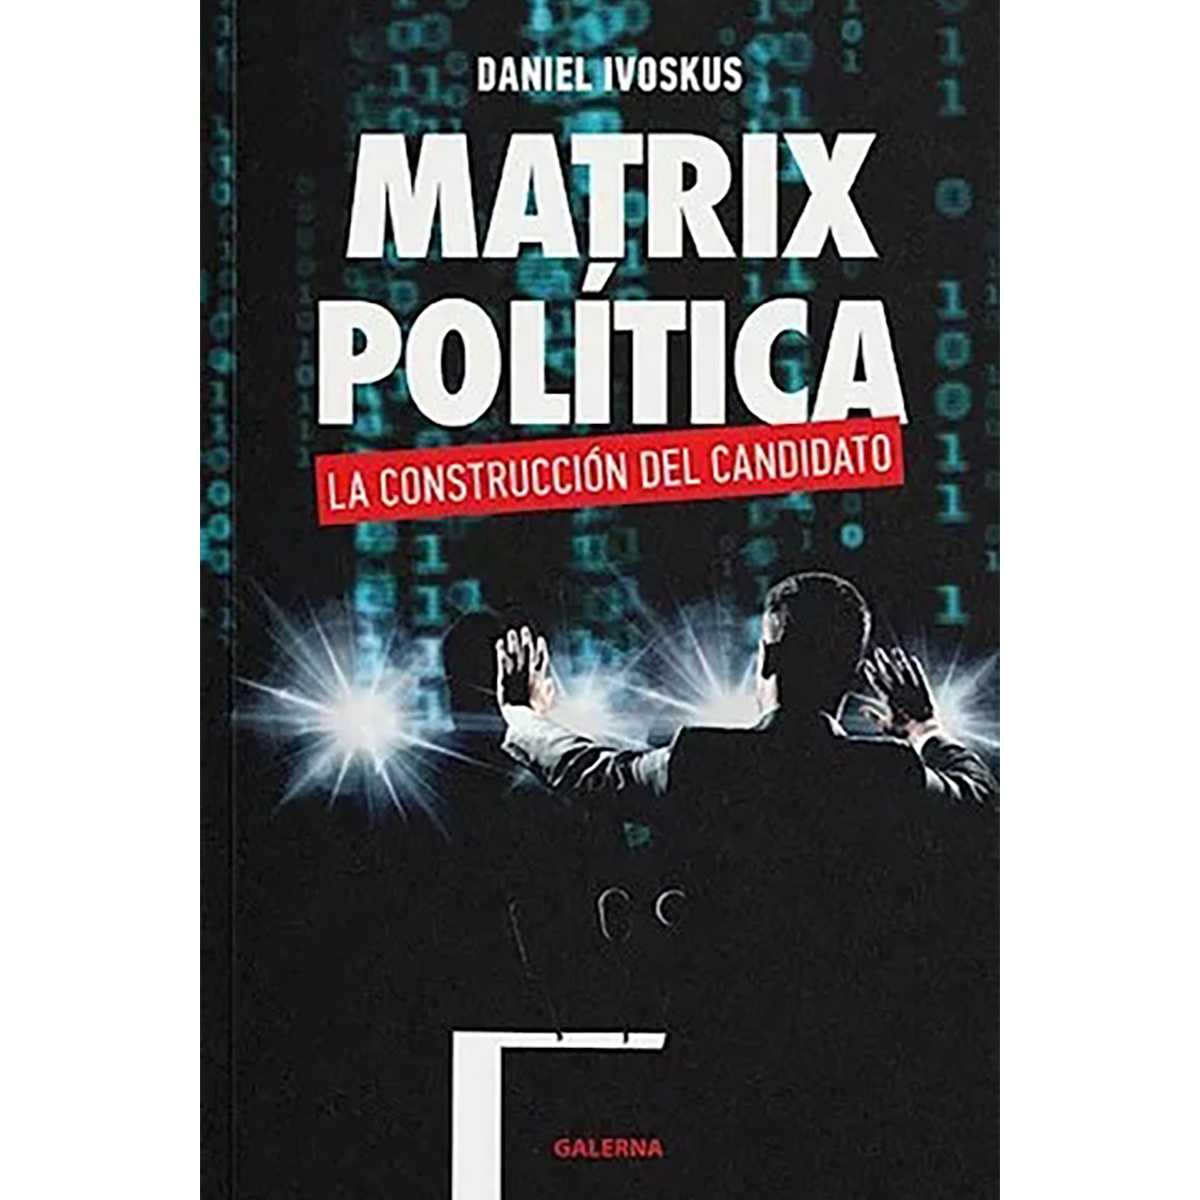 DANIEL IVOSKUS
MATRIX
POLÍTICA
LA CONSTRUCCIÓN DEL CANDIDATO
GALERNA